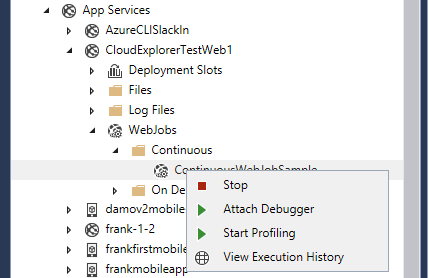 App Services
AzureCLISlackIn
CloudExplorerTestWeb1
Deployment Slots
Files
Log Files
WebJobs
Continuous
ContinuousWebJobSample
Stop
On De
Attach Debugger
damov2mobile
frank-1-2
Start Profiling
frankfirstmobile
View Execution History
frankmobileapp